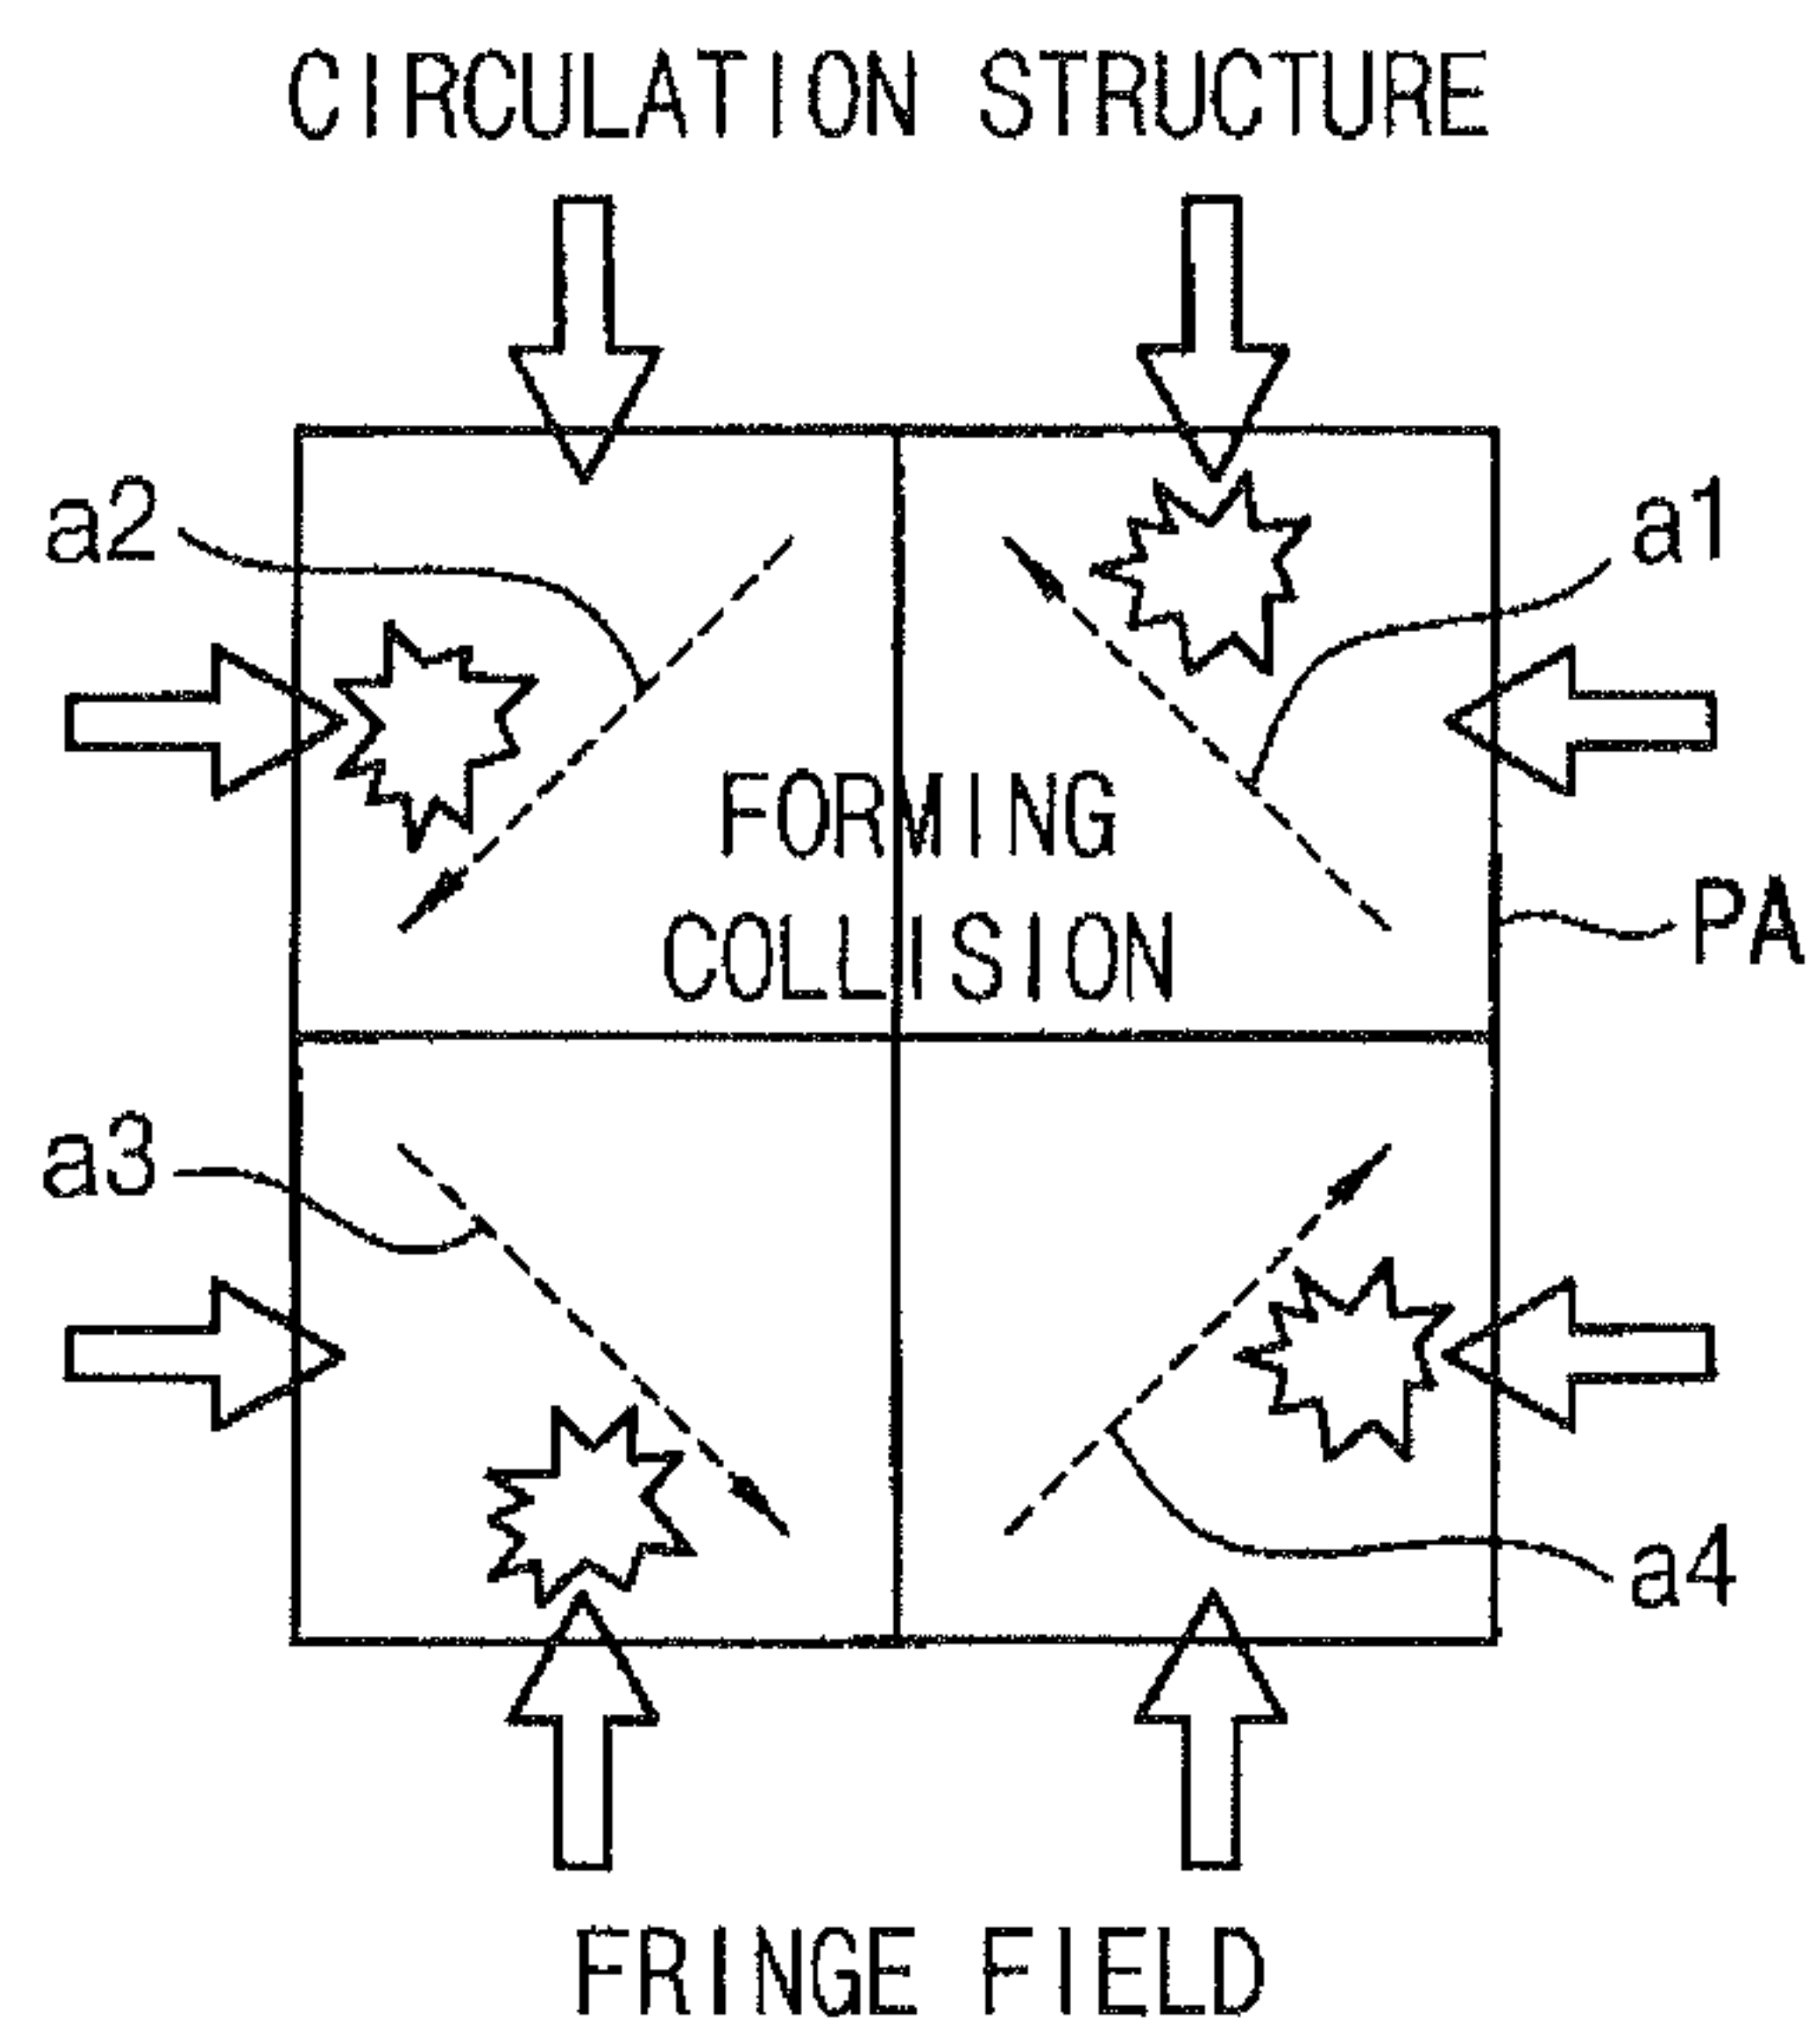 CIRCULATION STRUCTURE
a2
a1
FORMING
COLLISION
PA
a3
a4
FRINGE FIELD